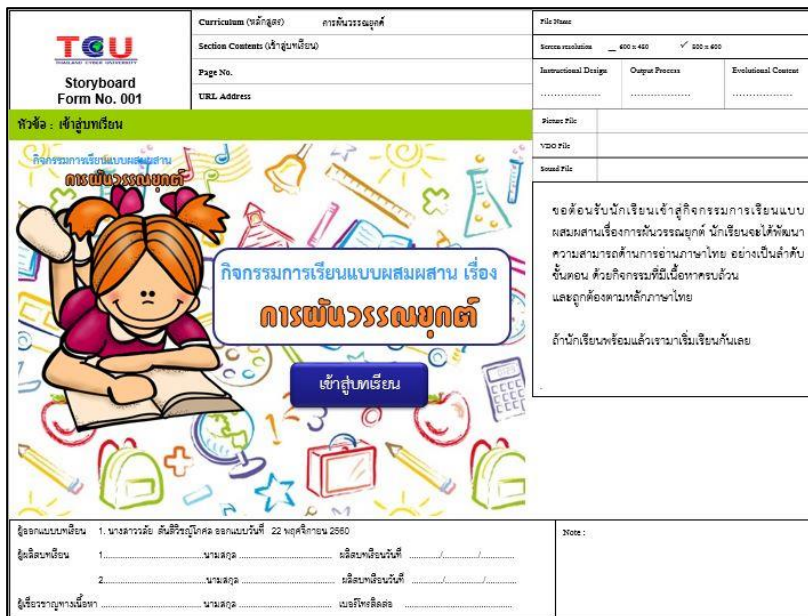 TCU
THAILAND CYBER UNIVERSITY
Storyboard
Form No. 001
Curriculum (หลักสูตร) การผันวรรณยุกต์
Section Contents (เข้าสู่บทเรียน)
Page No.
URL Address
File Name
Screen resolution __ 600 x 480 ✓ 800 x 600
Instructional Design Output Process Evolutional Content
................. ................. .................
Picture File
VDO File
Sound File
หัวข้อ : เข้าสู่บทเรียน
กิจกรรมการเรียนแบบผสมผสาน
การผันวรรณยุกต์
กิจกรรมการเรียนแบบผสมผสาน เรื่อง
การผันวรรณยุกต์
เข้าสู่บทเรียน
ขอต้อนรับนักเรียนเข้าสู่กิจกรรมการเรียนแบบ
ผสมผสานเรื่องการผันวรรณยุกต์ นักเรียนจะได้พัฒนา
ความสามารถด้านการอ่านภาษาไทย อย่างเป็นลำดับ
ขั้นตอน ด้วยกิจกรรมที่มีเนื้อหาครบถ้วน
และถูกต้องตามหลักภาษาไทย
ถ้านักเรียนพร้อมแล้วเรามาเริ่มเรียนกันเลย
ผู้ออกแบบบทเรียน 1. นางสาววลัย ออกแบบวันที่ 22 พฤศจิกายน 2560
ผู้ผลิตบทเรียน 1..............................นามสกุล .............................. ผลิตบทเรียนวันที่ ........../............/...........
2..............................นามสกุล .............................. ผลิตบทเรียนวันที่ ........../............/...........
ผู้เชี่ยวชาญทางเนื้อหา ..............................นามสกุล .............................. เบอร์โทรติดต่อ ..............................
Note :